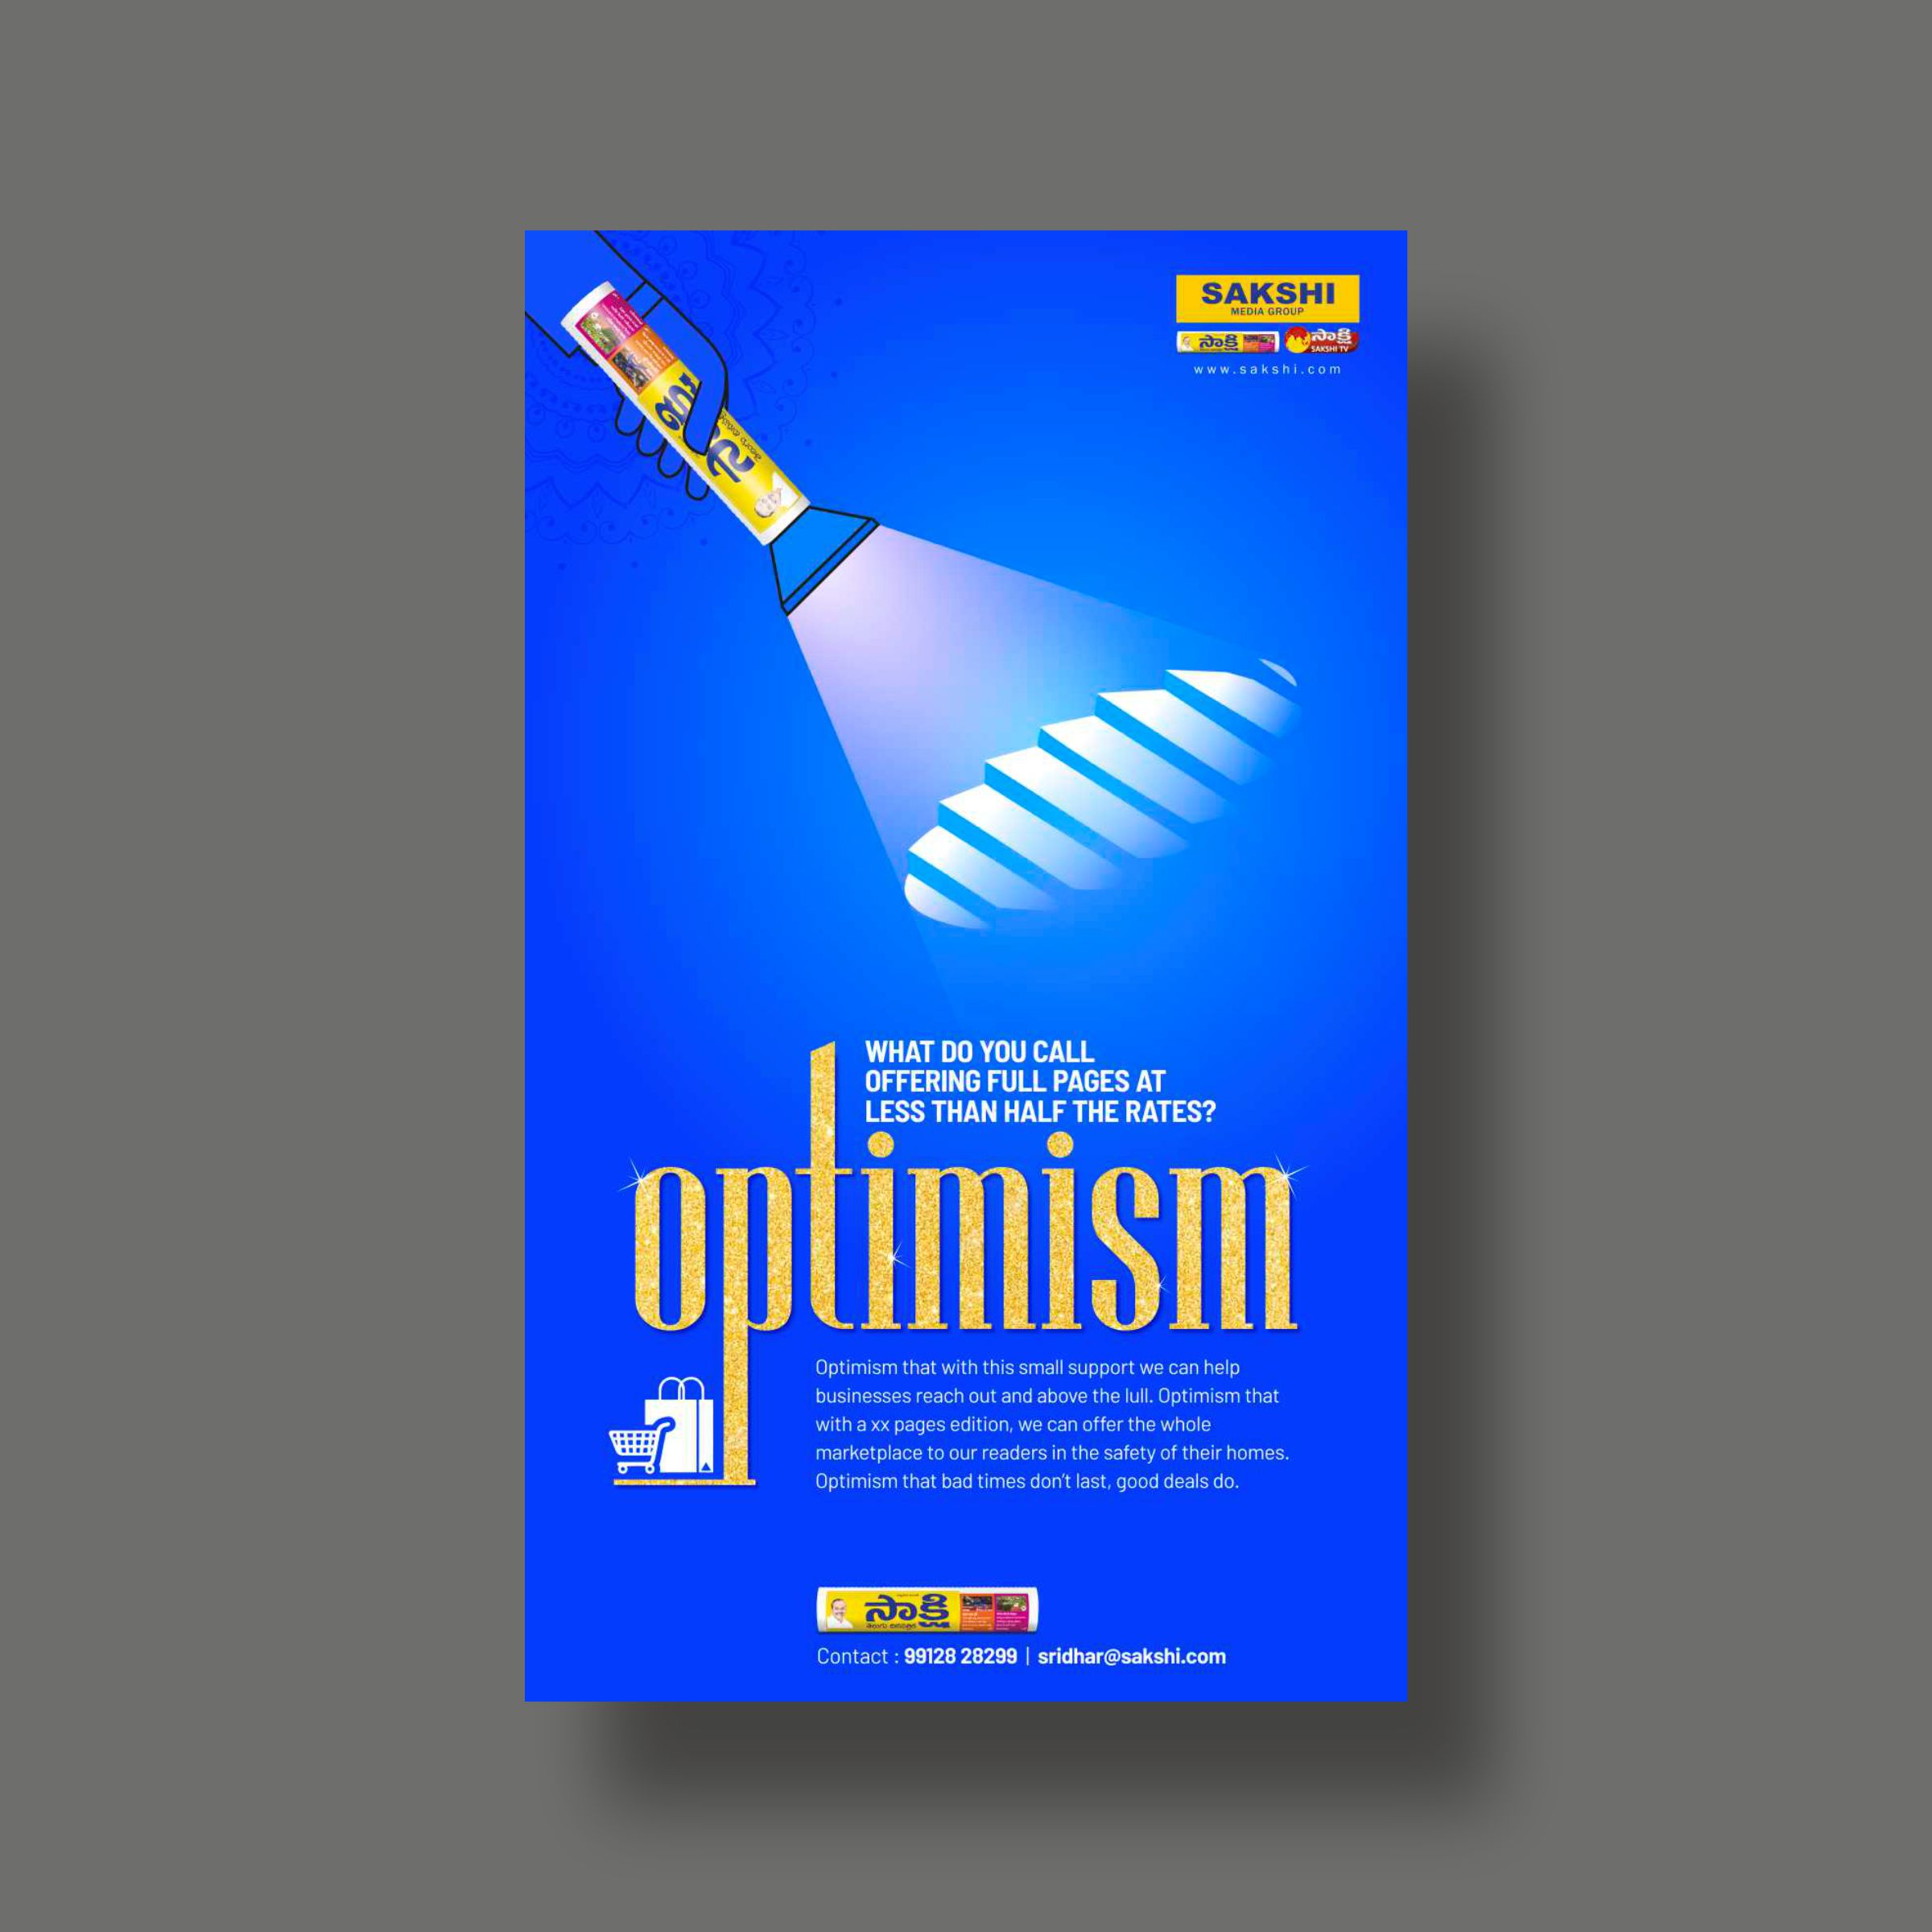 SAKSHI
MEDIA GROUP
సాక్షి
సాక్షి
SAKSHI TV
www.sakshi.com
సాక్షి
WHAT DO YOU CALL
OFFERING FULL PAGES AT
LESS THAN HALF THE RATES?
optimism
Optimism that with this small support we can help
businesses reach out and above the lull. Optimism that
with a xx pages edition, we can offer the whole
marketplace to our readers in the safety of their homes.
Optimism that bad times don't last, good deals do.
సాక్షి
తెలుగు దినపత్రిక
Contact : 99128 28299 | sridhar@sakshi.com